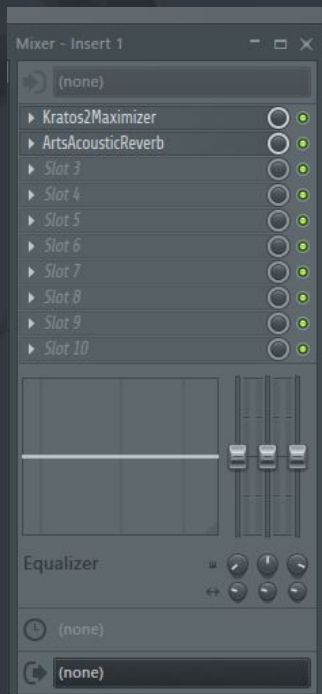 Mixer - Insert 1
(none)
Kratos2Maximizer
ArtsAcousticReverb
Slot 3
Slot 4
Slot 5
Slot 6
Slot 7
Slot 8
Slot 9
Slot 10
Equalizer
(none)
(none)